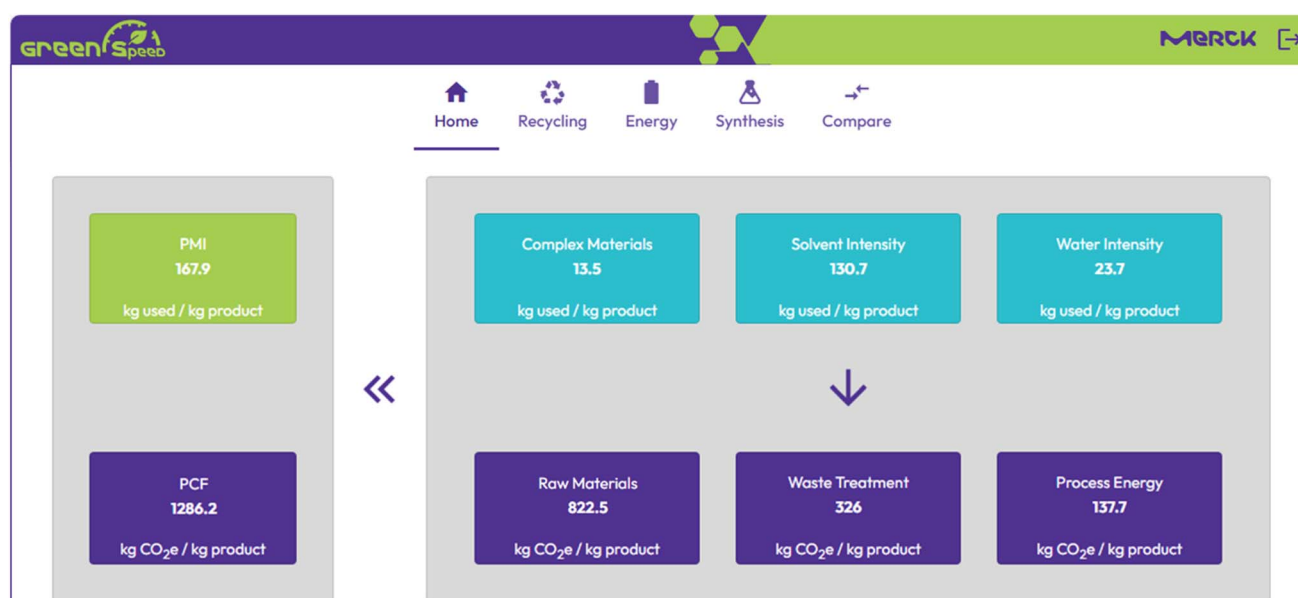 Green Speed
MERCK
Home
Recycling
Energy
Synthesis
Compare
PMI
167.9
kg used / kg product
Complex Materials
13.5
kg used / kg product
Solvent Intensity
130.7
kg used / kg product
Water Intensity
23.7
kg used / kg product
PCF
1286.2
kg CO₂e / kg product
Raw Materials
822.5
kg CO₂e / kg product
Waste Treatment
326
kg CO₂e / kg product
Process Energy
137.7
kg CO₂e / kg product